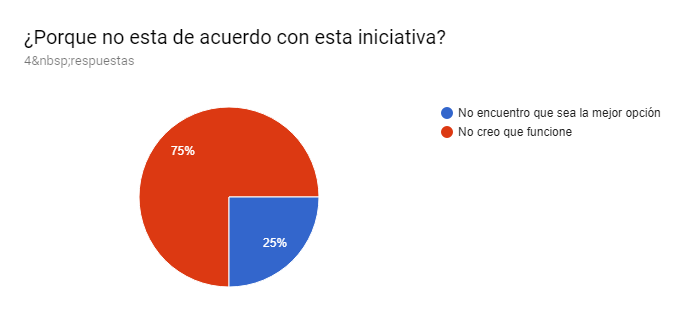 ¿Porque no esta de acuerdo con esta iniciativa?
4&nbsp;respuestas
No encuentro que sea la mejor opción
No creo que funcione
75%
25%